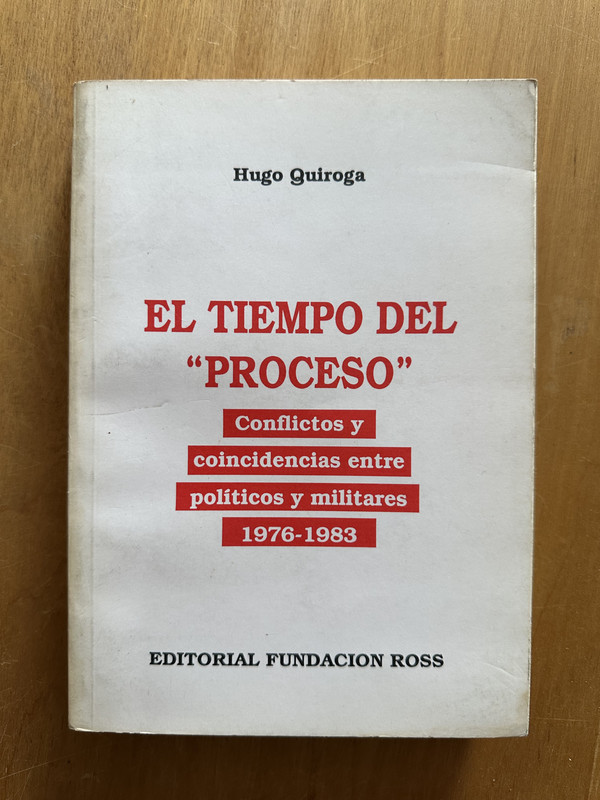 Hugo Quiroga
EL TIEMPO DEL
“PROCESO”
Conflictos y
coincidencias entre
políticos y militares
1976-1983
EDITORIAL FUNDACION ROSS